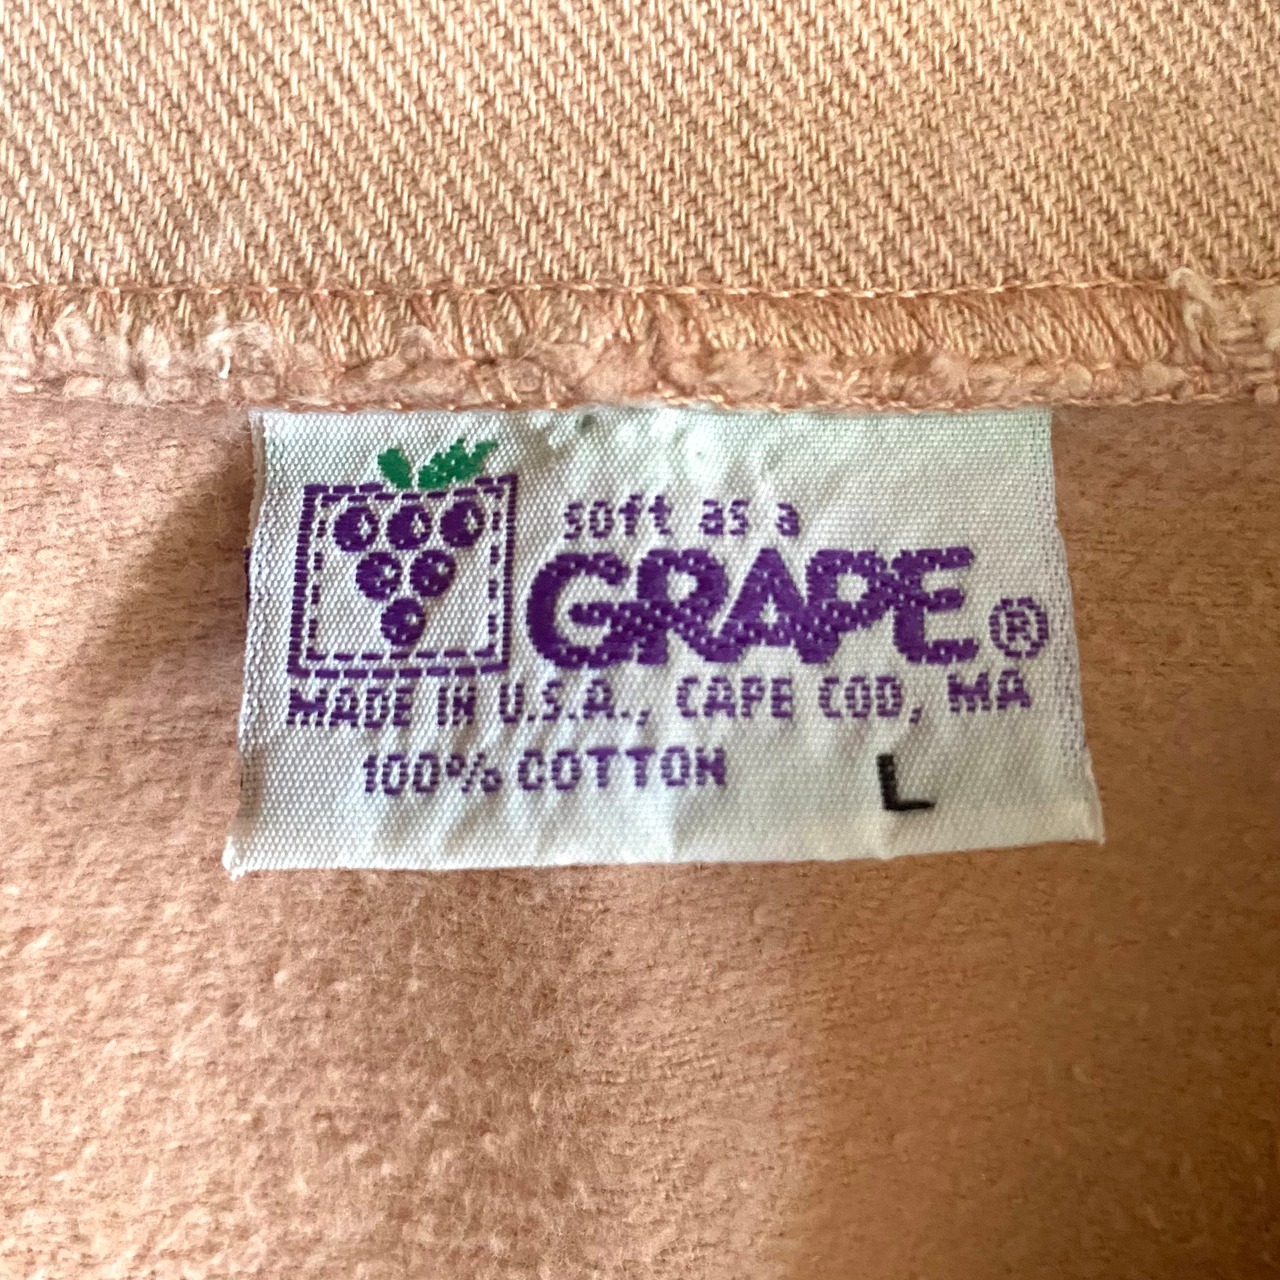 soft as a
GRAPE®
MADE IN U.S.A., CAPE COD, MA
100% COTTON L